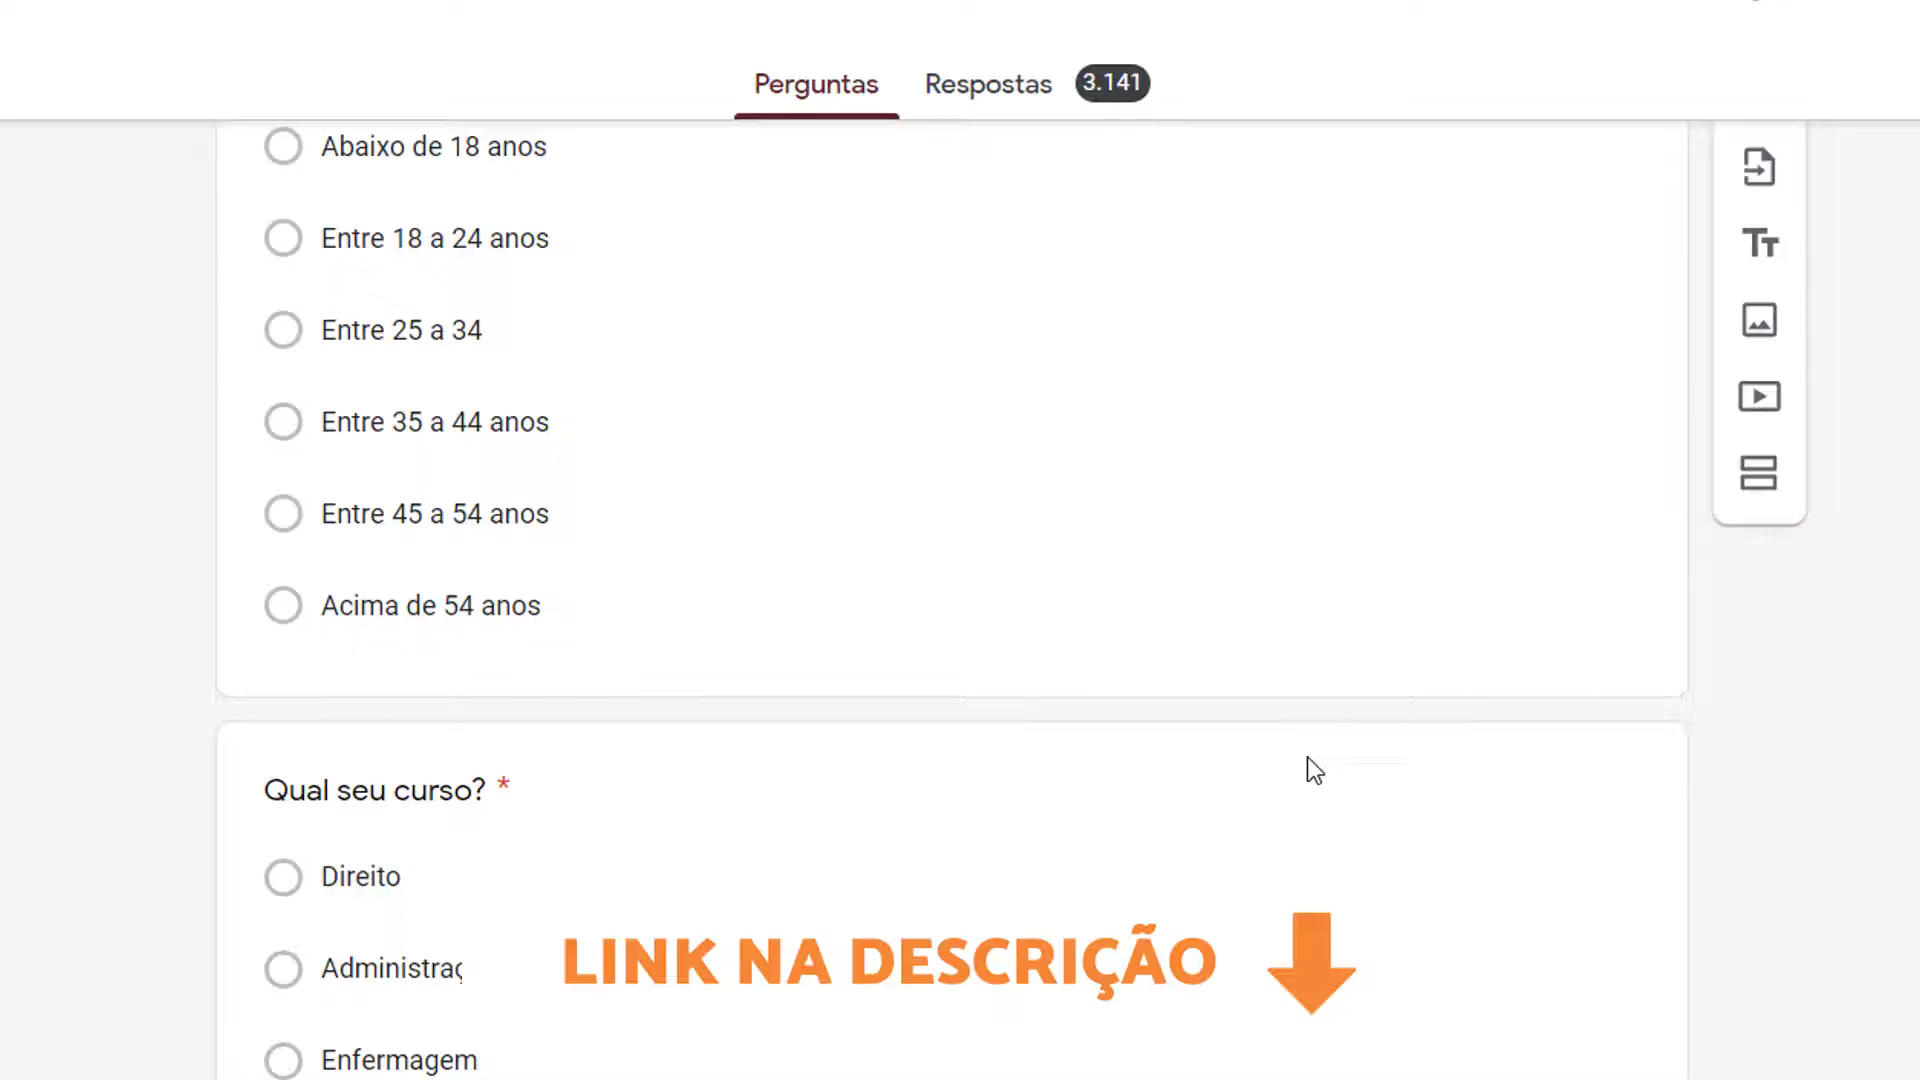 Perguntas Respostas 3.141
Abaixo de 18 anos
Entre 18 a 24 anos
Entre 25 a 34
Entre 35 a 44 anos
Entre 45 a 54 anos
Acima de 54 anos
Qual seu curso? *
Direito
Administraç
LINK NA DESCRIÇÃO
Enfermagem